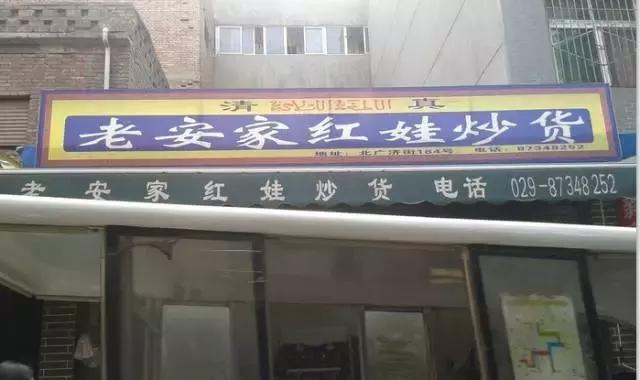 清 真
老安家红娃炒货
地址：北广济街184号 电话：87348252
老安家红娃炒货 电话 029-87348252